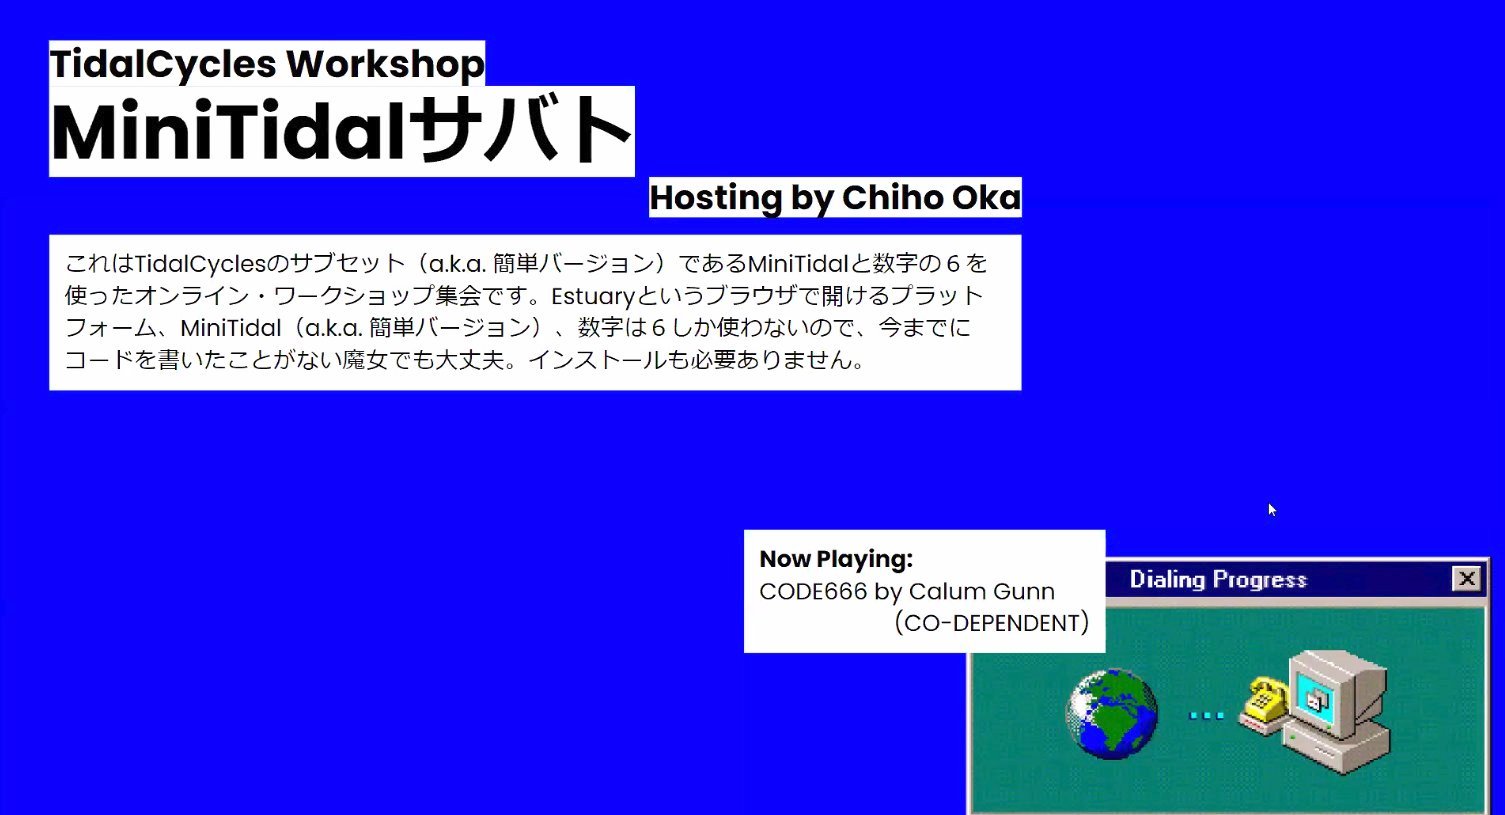 TidalCycles Workshop
MiniTidalサバト
Hosting by Chiho Oka
これはTidalCyclesのサブセット（a.k.a. 簡単バージョン）であるMiniTidalと数字の６を
使ったオンライン・ワークショップ集会です。Estuaryというブラウザで開けるプラット
フォーム、MiniTidal（a.k.a. 簡単バージョン）、数字は６しか使わないので、今までに
コードを書いたことがない魔女でも大丈夫。インストールも必要ありません。
Now Playing:
CODE666 by Calum Gunn
(CO-DEPENDENT)
Dialing Progress